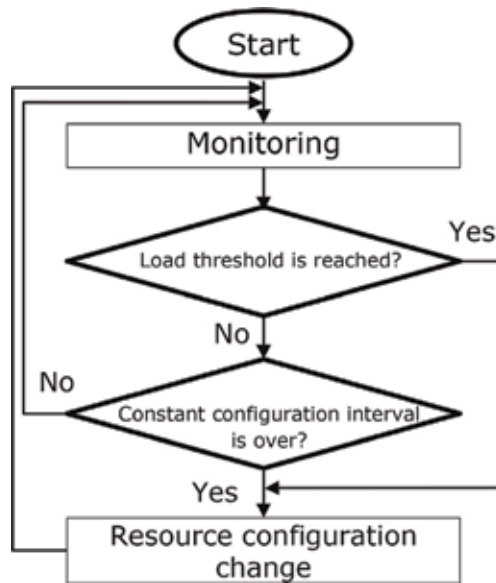 Start
Monitoring
Yes
Load threshold is reached?
No
No
Constant configuration interval
is over?
Yes
Resource configuration
change